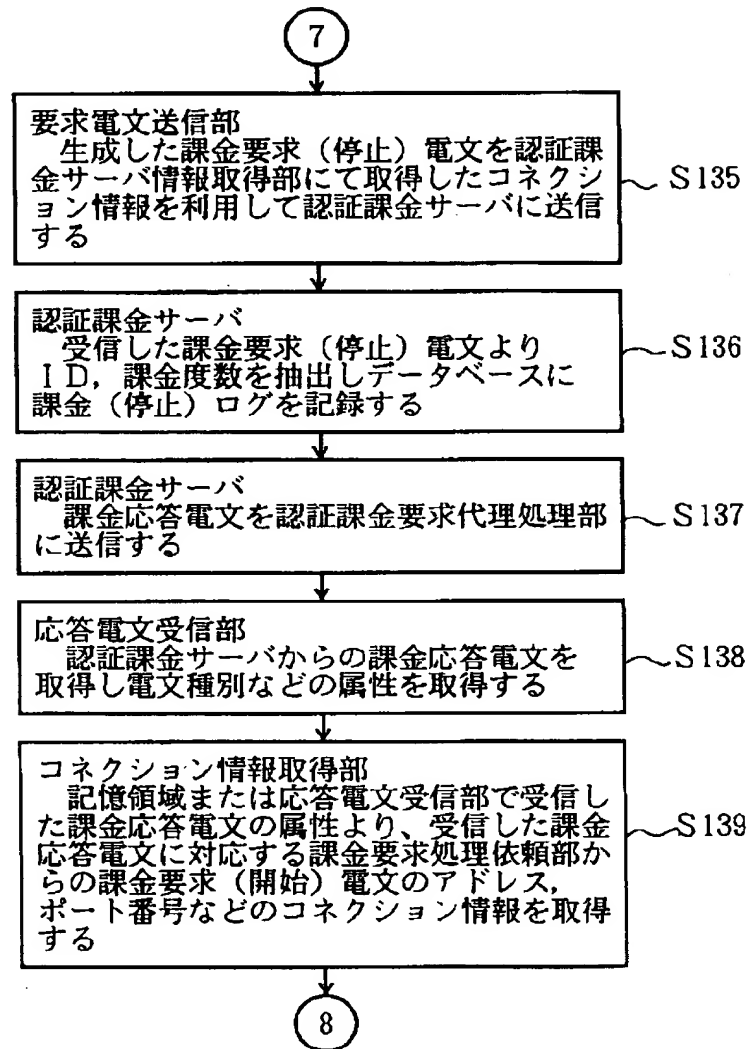 7
要求電文送信部
生成した課金要求（停止）電文を認証課
金サーバ情報取得部にて取得したコネクシ
ョン情報を利用して認証課金サーバに送信
する
S135
認証課金サーバ
受信した課金要求（停止）電文より
ＩＤ，課金度数を抽出しデータベースに
課金（停止）ログを記録する
S136
認証課金サーバ
課金応答電文を認証課金要求代理処理部
に送信する
S137
応答電文受信部
認証課金サーバからの課金応答電文を
取得し電文種別などの属性を取得する
S138
コネクション情報取得部
記憶領域または応答電文受信部で受信し
た課金応答電文の属性より、受信した課金
応答電文に対応する課金要求処理依頼部か
らの課金要求（開始）電文のアドレス，
ポート番号などのコネクション情報を取得
する
S139
8